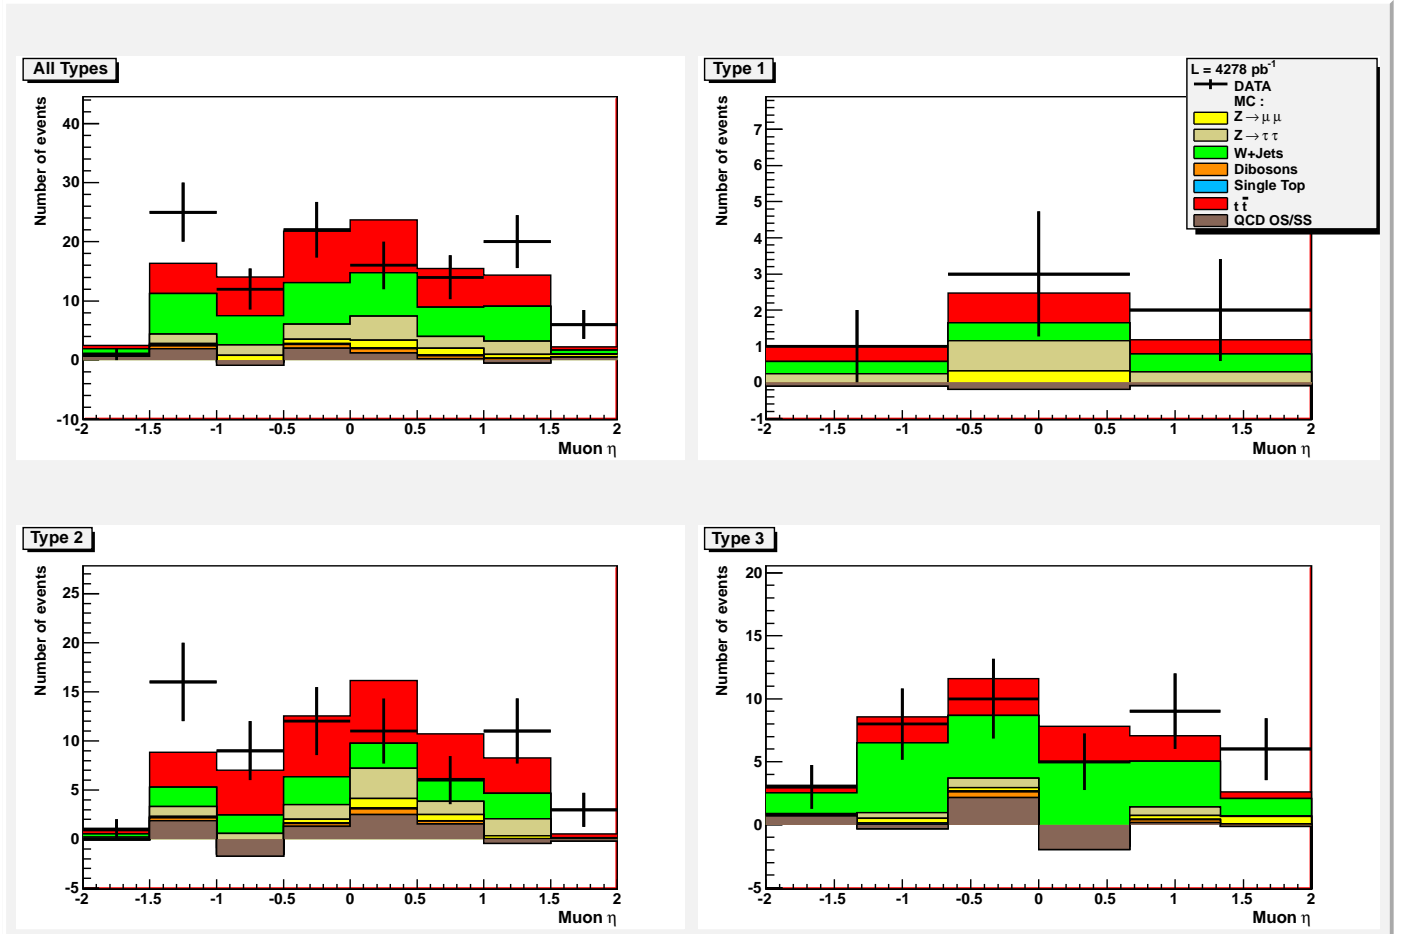 All Types
Number of events
40
30
20
10
0
-10
-2 -1.5 -1 -0.5 0 0.5 1 1.5 2
Muon η
Type 1
Number of events
7
6
5
4
3
2
1
0
-1
-2 -1.5 -1 -0.5 0 0.5 1 1.5 2
Muon η
L = 4278 pb⁻¹
DATA
MC :
Z → μ μ
Z → τ τ
W+Jets
Dibosons
Single Top
t t̄
QCD OS/SS
Type 2
Number of events
25
20
15
10
5
0
-5
-2 -1.5 -1 -0.5 0 0.5 1 1.5 2
Muon η
Type 3
Number of events
20
15
10
5
0
-5
-2 -1.5 -1 -0.5 0 0.5 1 1.5 2
Muon η